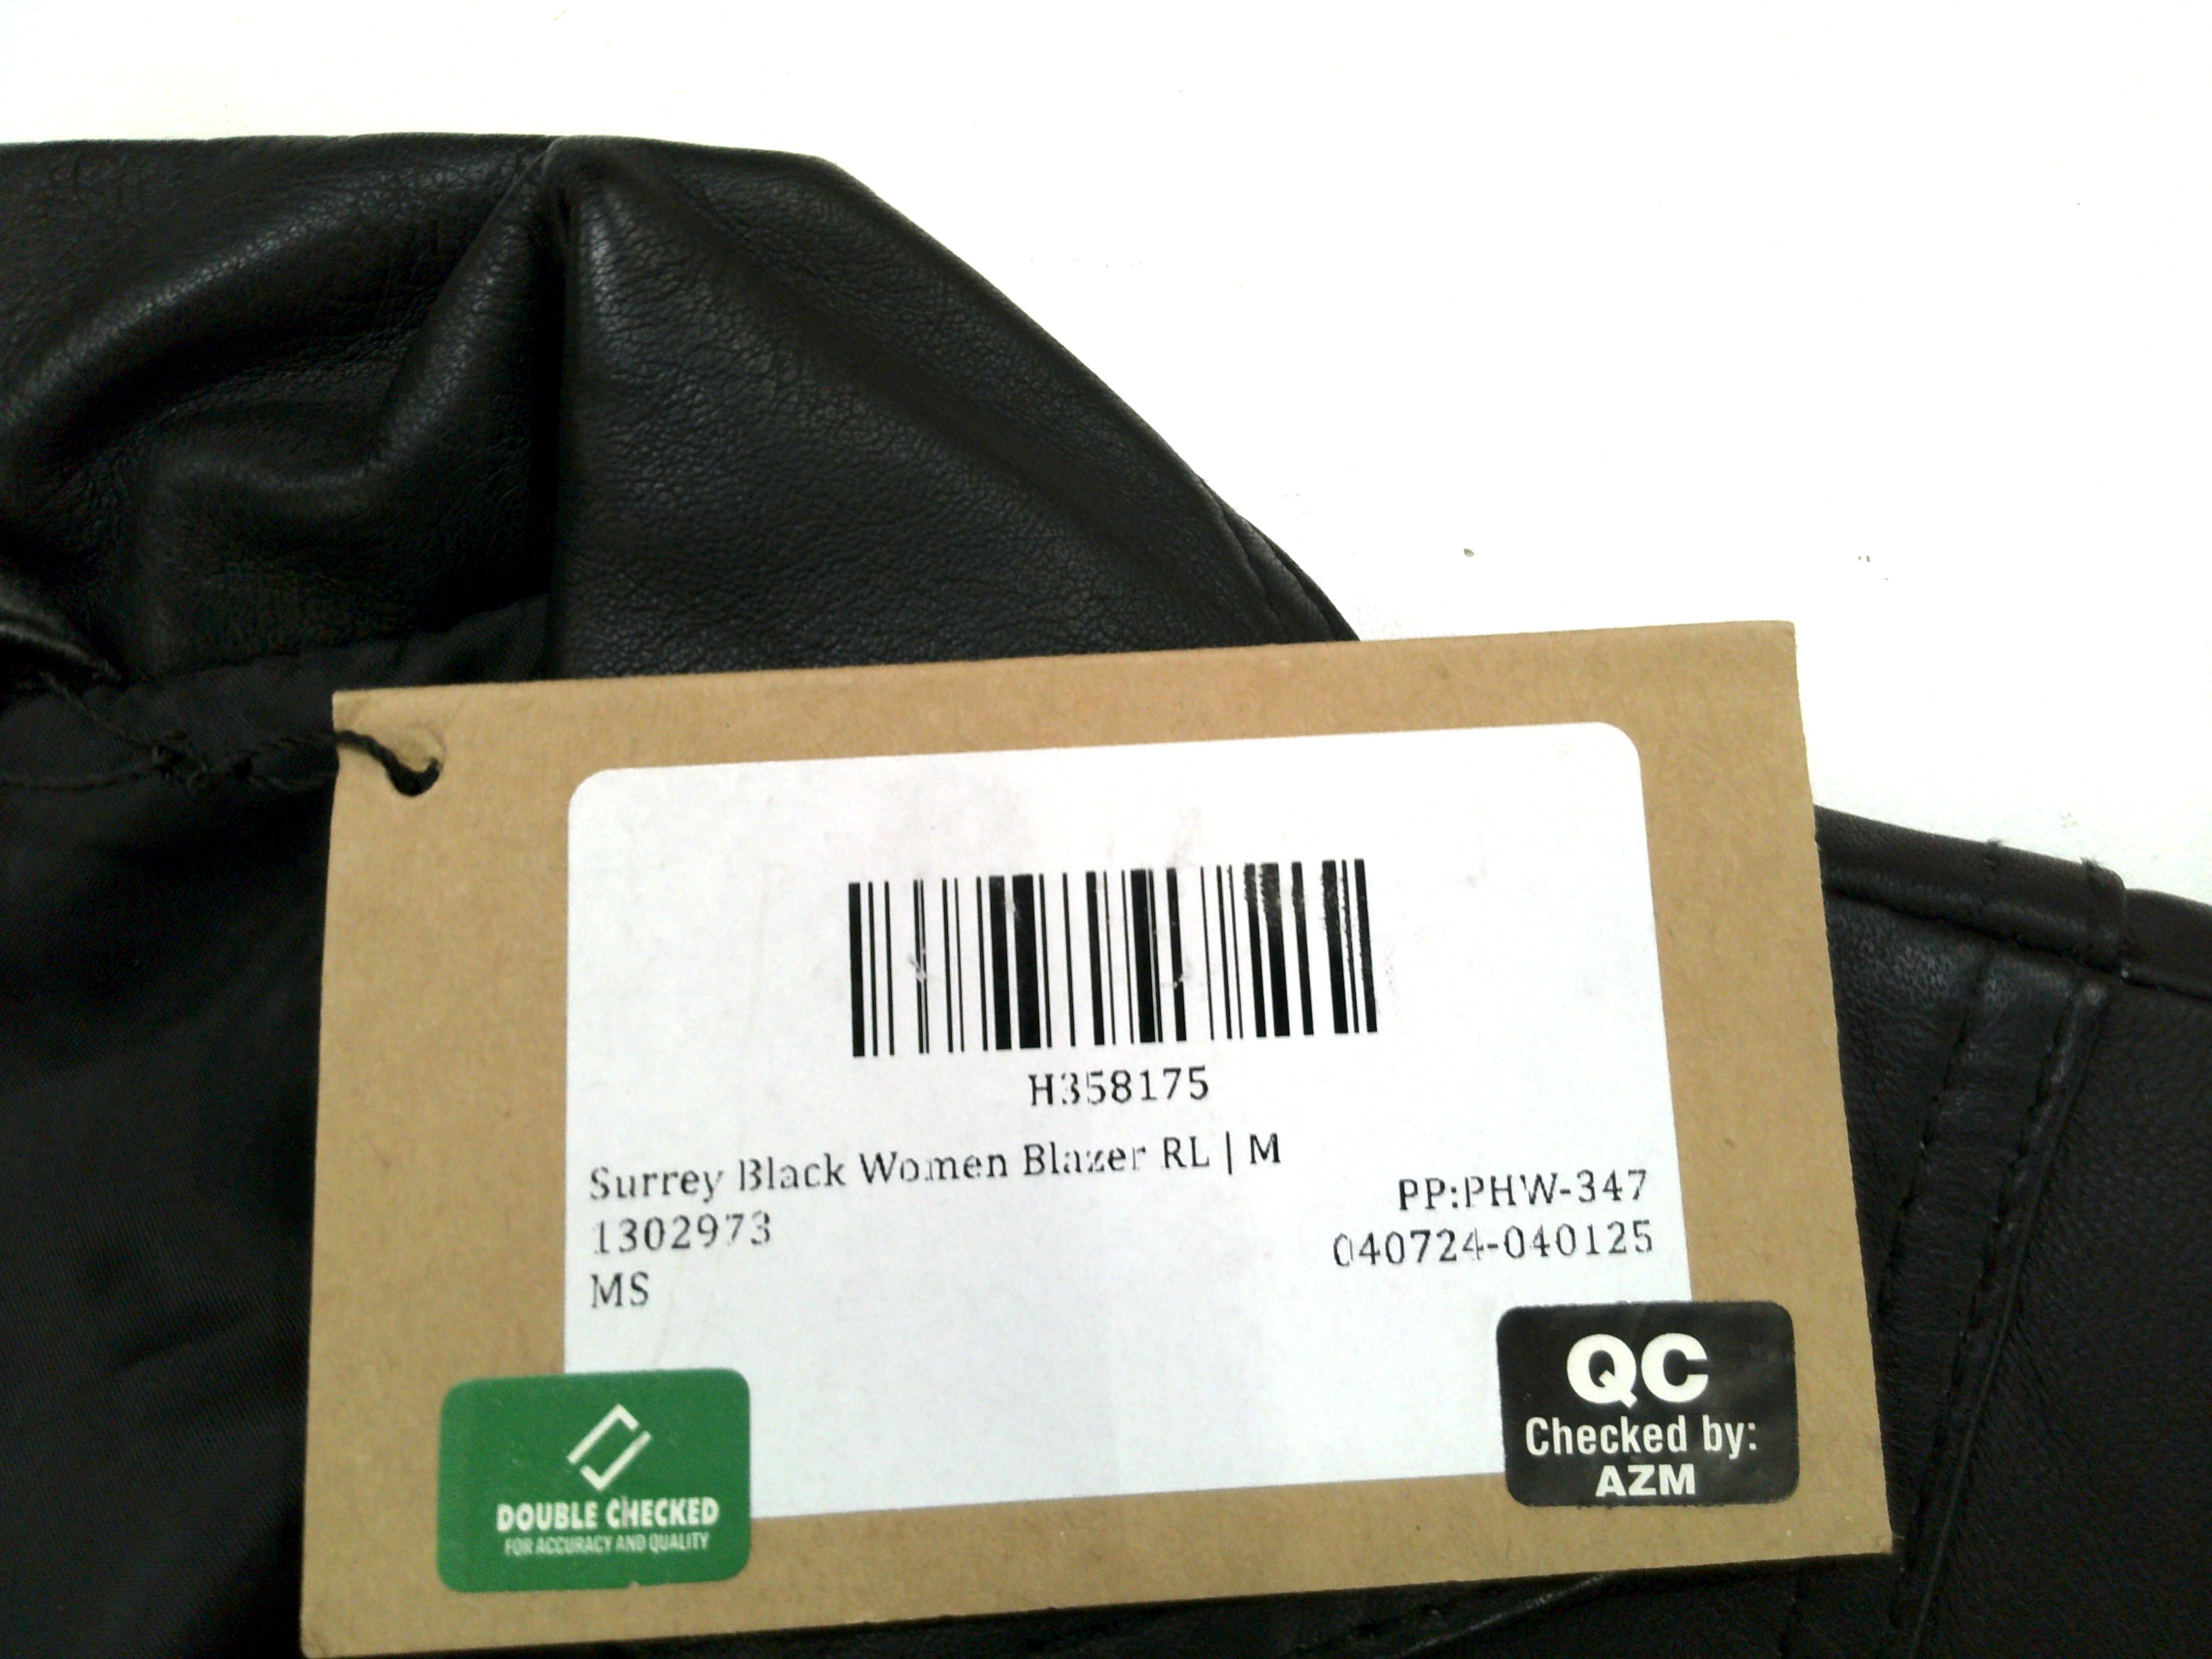 H358175
Surrey Black Women Blazer RL | M
PP:PHW-347
1302973
040724-040125
MS
QC
Checked by:
AZM
DOUBLE CHECKED
FOR ACCURACY AND QUALITY